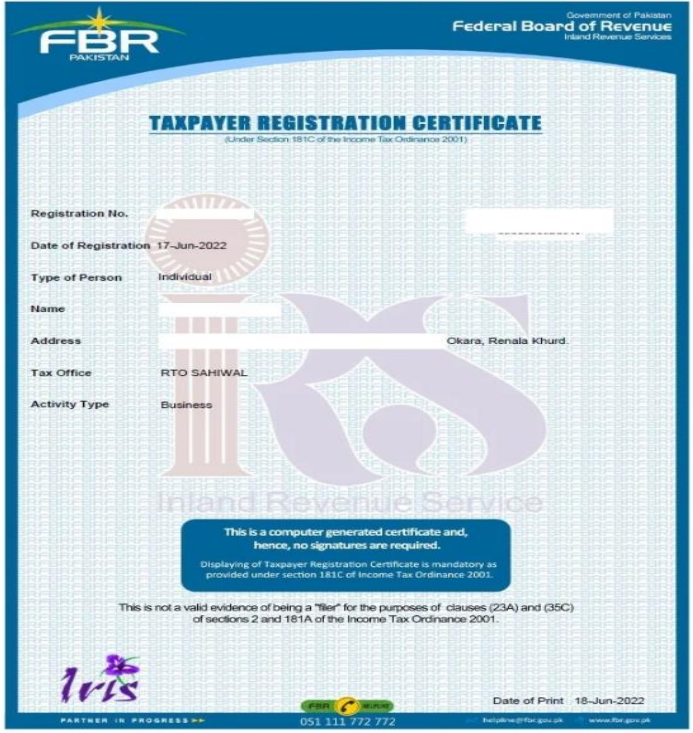 FBR
PAKISTAN
Government of Pakistan
Federal Board of Revenue
Inland Revenue Services
TAXPAYER REGISTRATION CERTIFICATE
(Under Section 181C of the Income Tax Ordinance 2001)
Registration No.
Date of Registration 17-Jun-2022
Type of Person Individual
Name
Address Okara, Renala Khurd.
Tax Office RTO SAHIWAL
Activity Type Business
IRS
Inland Revenue Service
This is a computer generated certificate and,
hence, no signatures are required.
Displaying of Taxpayer Registration Certificate is mandatory as
provided under section 181C of Income Tax Ordinance 2001.
This is not a valid evidence of being a "filer" for the purposes of clauses (23A) and (35C)
of sections 2 and 181A of the Income Tax Ordinance 2001.
Iris
PARTNER IN PROGRESS
FBR HELPLINE
051 111 772 772
Date of Print 18-Jun-2022
helpline@fbr.gov.pk www.fbr.gov.pk